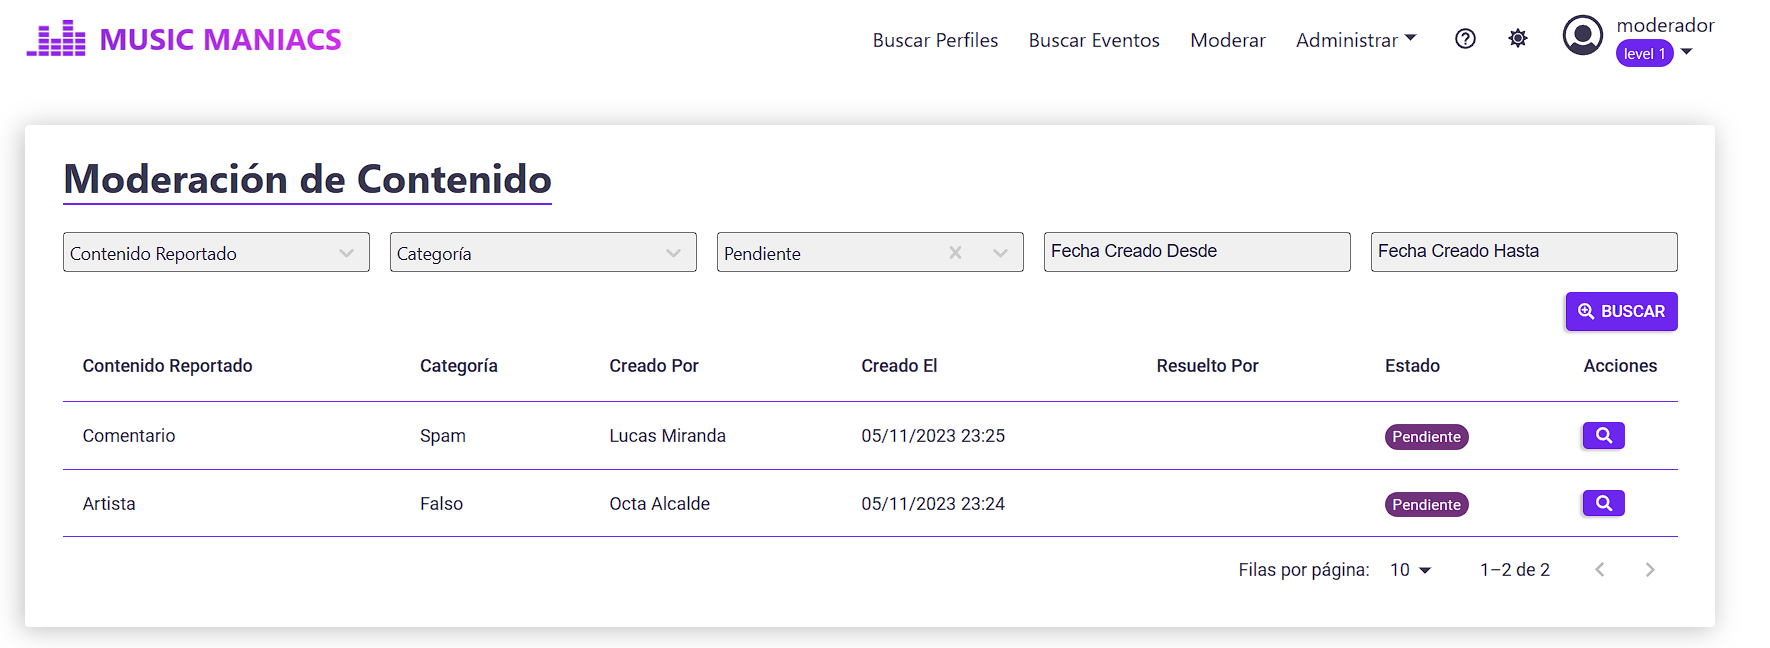 MUSIC MANIACS
Buscar Perfiles Buscar Eventos Moderar Administrar moderador
level 1
Moderación de Contenido
Contenido Reportado Categoría Pendiente Fecha Creado Desde Fecha Creado Hasta
BUSCAR
Contenido Reportado Categoría Creado Por Creado El Resuelto Por Estado Acciones
Comentario Spam Lucas Miranda 05/11/2023 23:25 Pendiente
Artista Falso Octa Alcalde 05/11/2023 23:24 Pendiente
Filas por página: 10 1–2 de 2